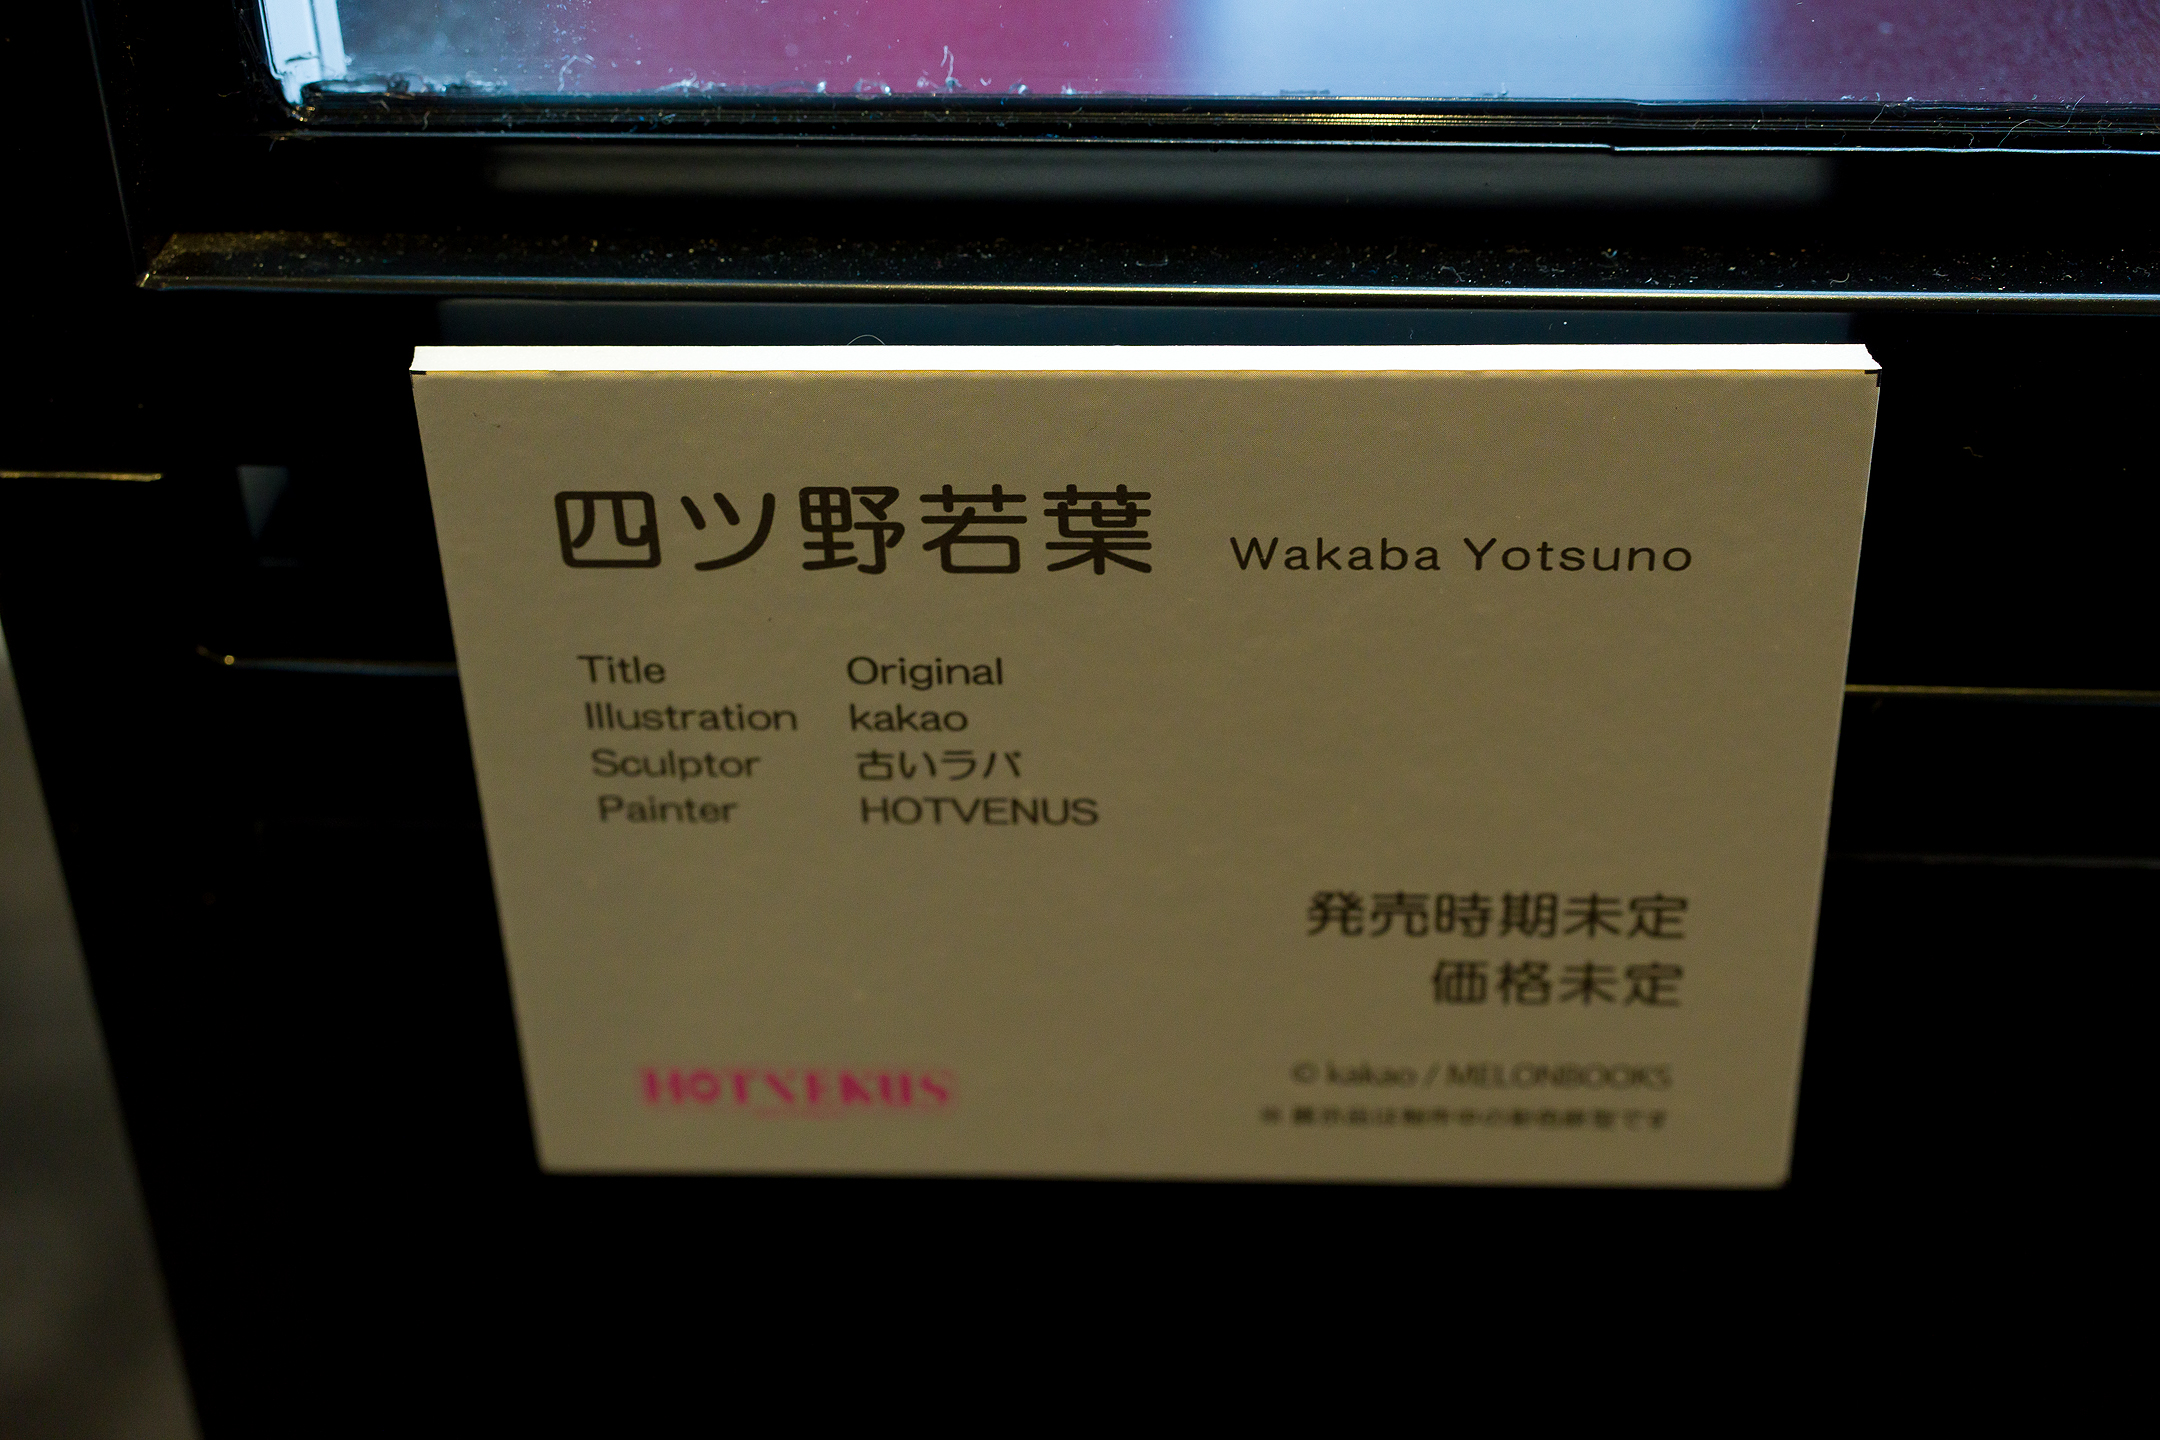 四ツ野若葉 Wakaba Yotsuno
Title Original
Illustration kakao
Sculptor 古いラバ
Painter HOTVENUS
発売時期未定
価格未定
HOTVENUS
© kakao / MELONBOOKS